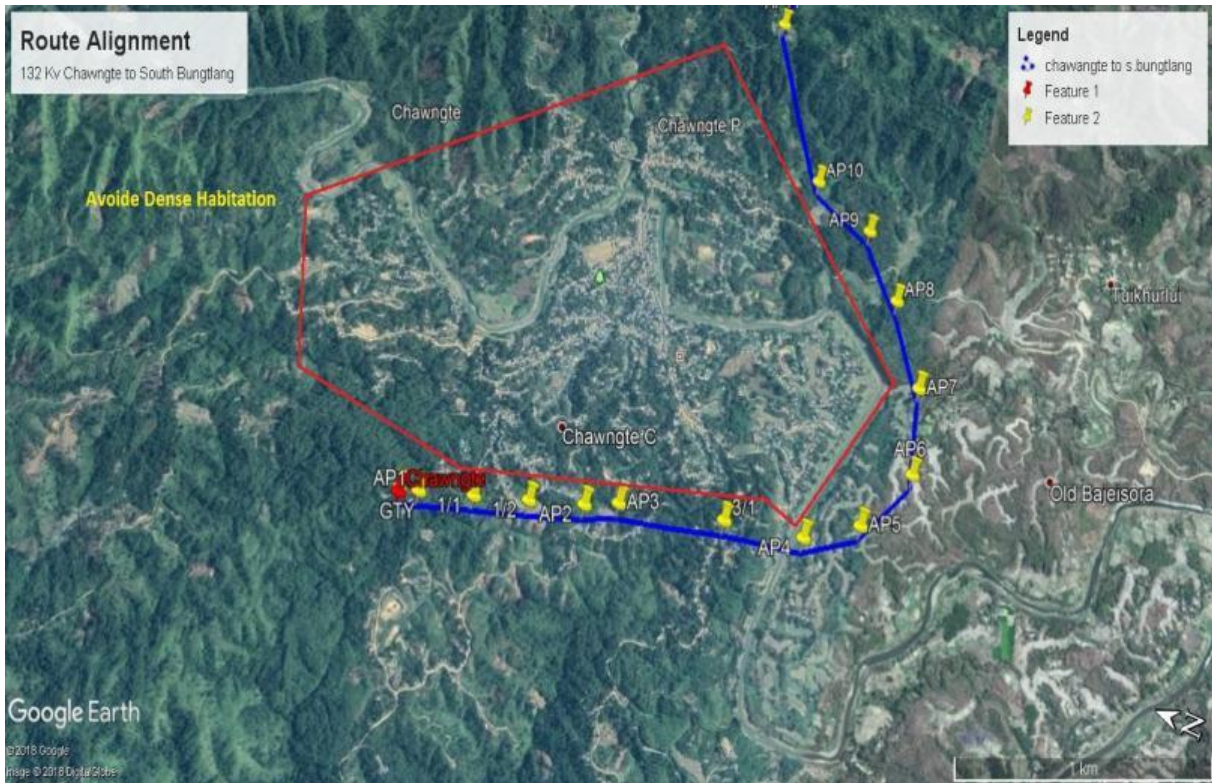 Route Alignment
132 Kv Chawngte to South Bungtlang
Legend
chawangte to s.bungtlang
Feature 1
Feature 2
Chawngte
Chawngte P
Avoide Dense Habitation
AP10
AP9
AP8
Tuikhurlui
AP7
Chawngte C
AP6
Old Bajeisora
AP1
Chawngte
GTY
1/1
1/2
AP2
AP3
3/1
AP4
AP5
Google Earth
©2018 Google
Image © 2018 DigitalGlobe
1 km
N